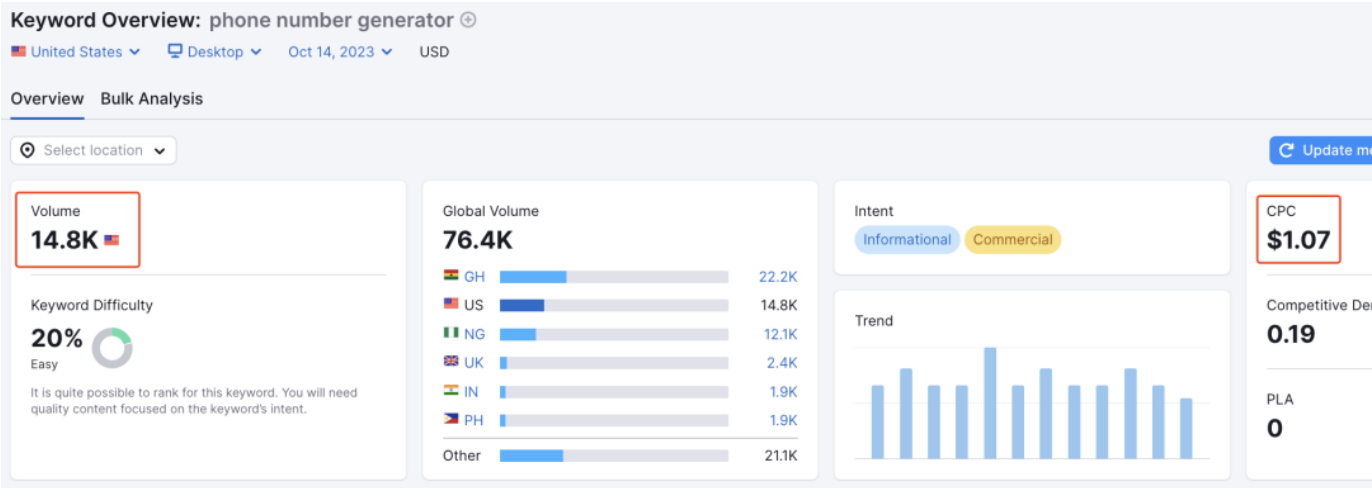 Keyword Overview: phone number generator
United States Desktop Oct 14, 2023 USD
Overview Bulk Analysis
Select location
Update
Volume
14.8K
Keyword Difficulty
20%
Easy
It is quite possible to rank for this keyword. You will need
quality content focused on the keyword's intent.
Global Volume
76.4K
GH 22.2K
US 14.8K
NG 12.1K
UK 2.4K
IN 1.9K
PH 1.9K
Other 21.1K
Intent
Informational Commercial
Trend
CPC
$1.07
Competitive
0.19
PLA
0